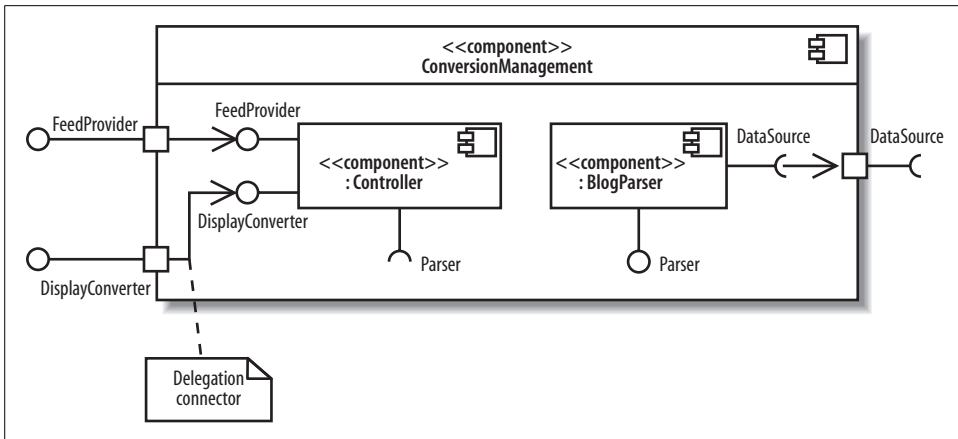 <<component>>
ConversionManagement
FeedProvider
FeedProvider
DataSource
DataSource
<<component>>
: Controller
<<component>>
: BlogParser
DisplayConverter
Parser
Parser
DisplayConverter
Delegation
connector